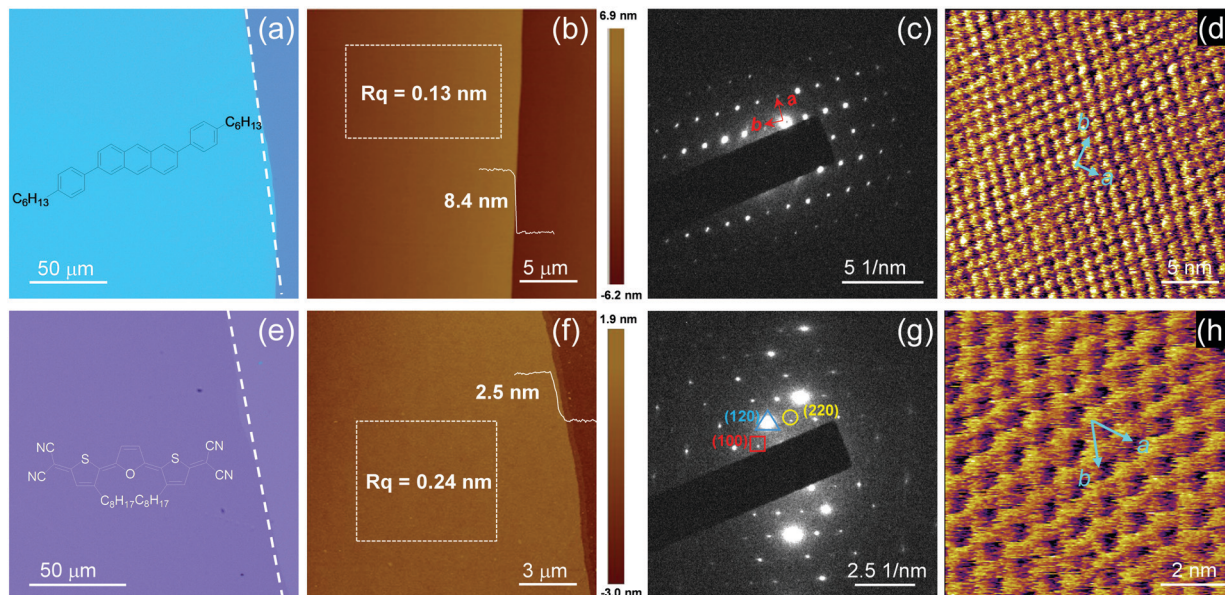 (a)
C6H13
C6H13
50 μm
6.9 nm
(b)
Rq = 0.13 nm
8.4 nm
5 μm
-6.2 nm
(c)
a
b
5 1/nm
(d)
b
a
5 nm
(e)
NC
NC
S
O
S
CN
CN
C8H17C8H17
50 μm
1.9 nm
(f)
2.5 nm
Rq = 0.24 nm
3 μm
-3.0 nm
(g)
(120)
(220)
(100)
2.5 1/nm
(h)
a
b
2 nm